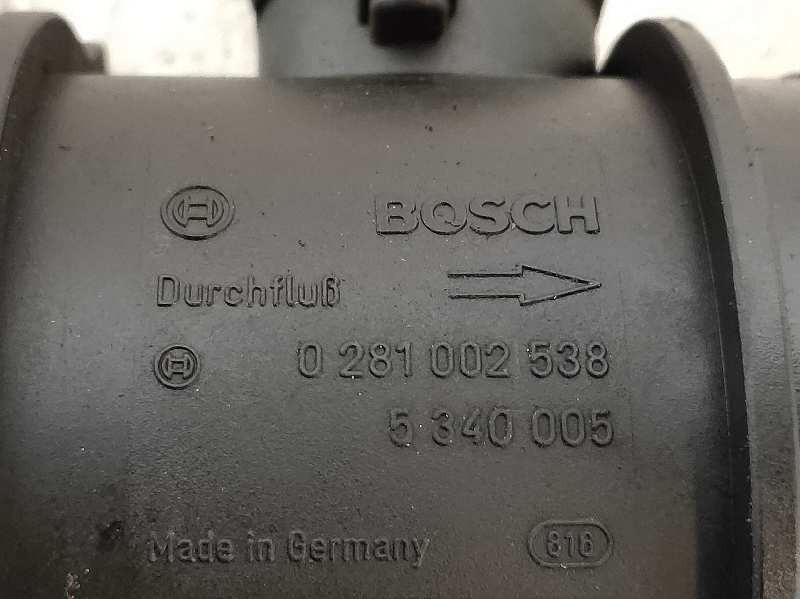 BOSCH
Durchfluß
0 281 002 538
5 340 005
Made in Germany 816